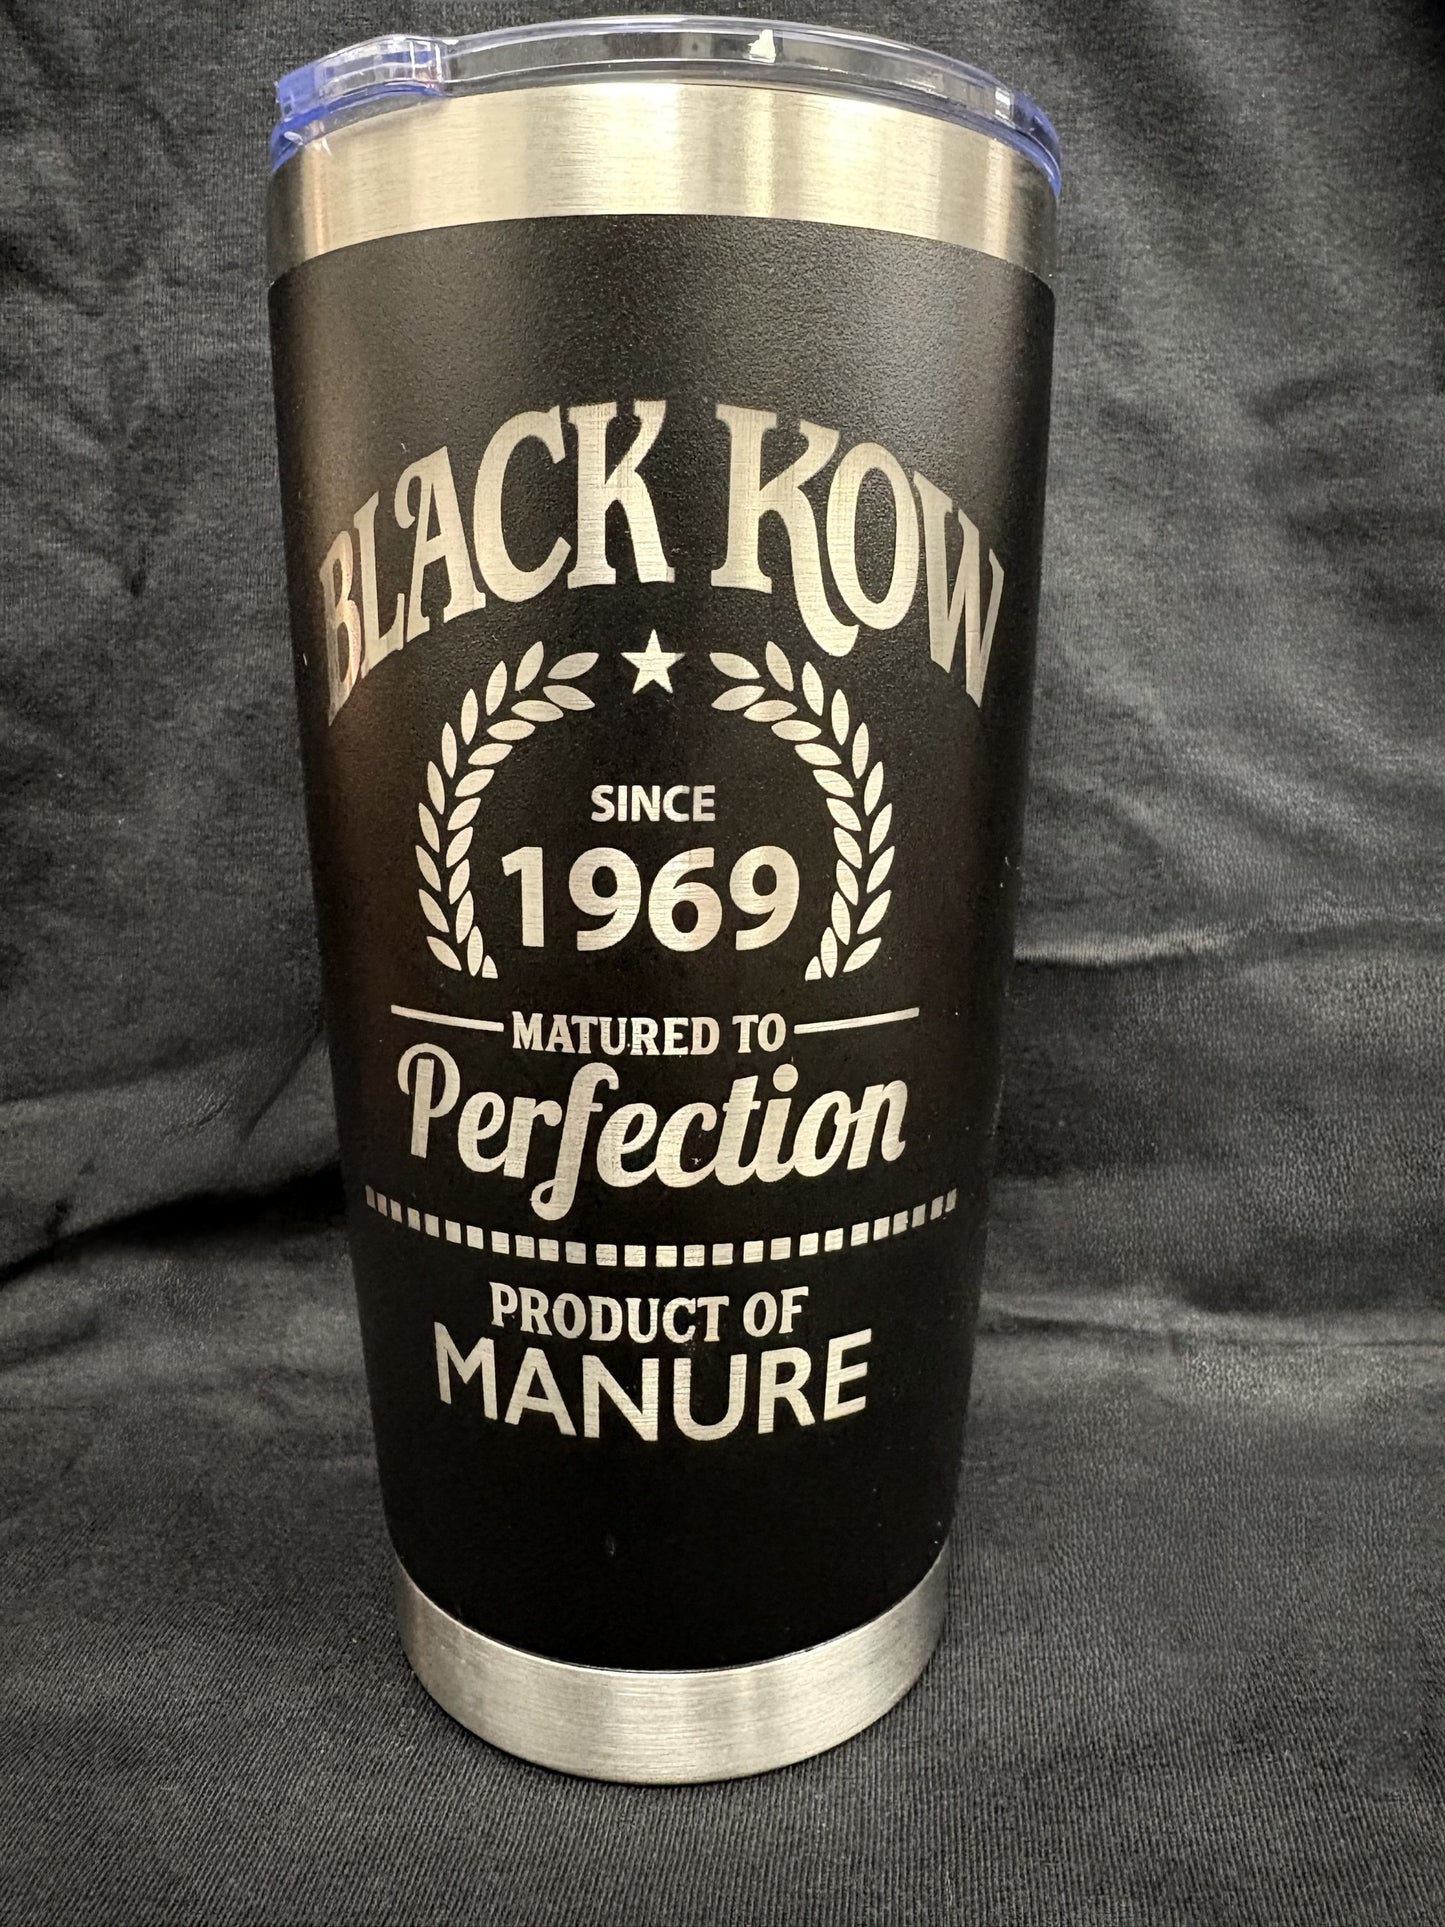 BLACK KOW
SINCE
1969
MATURED TO
Perfection
PRODUCT OF
MANURE